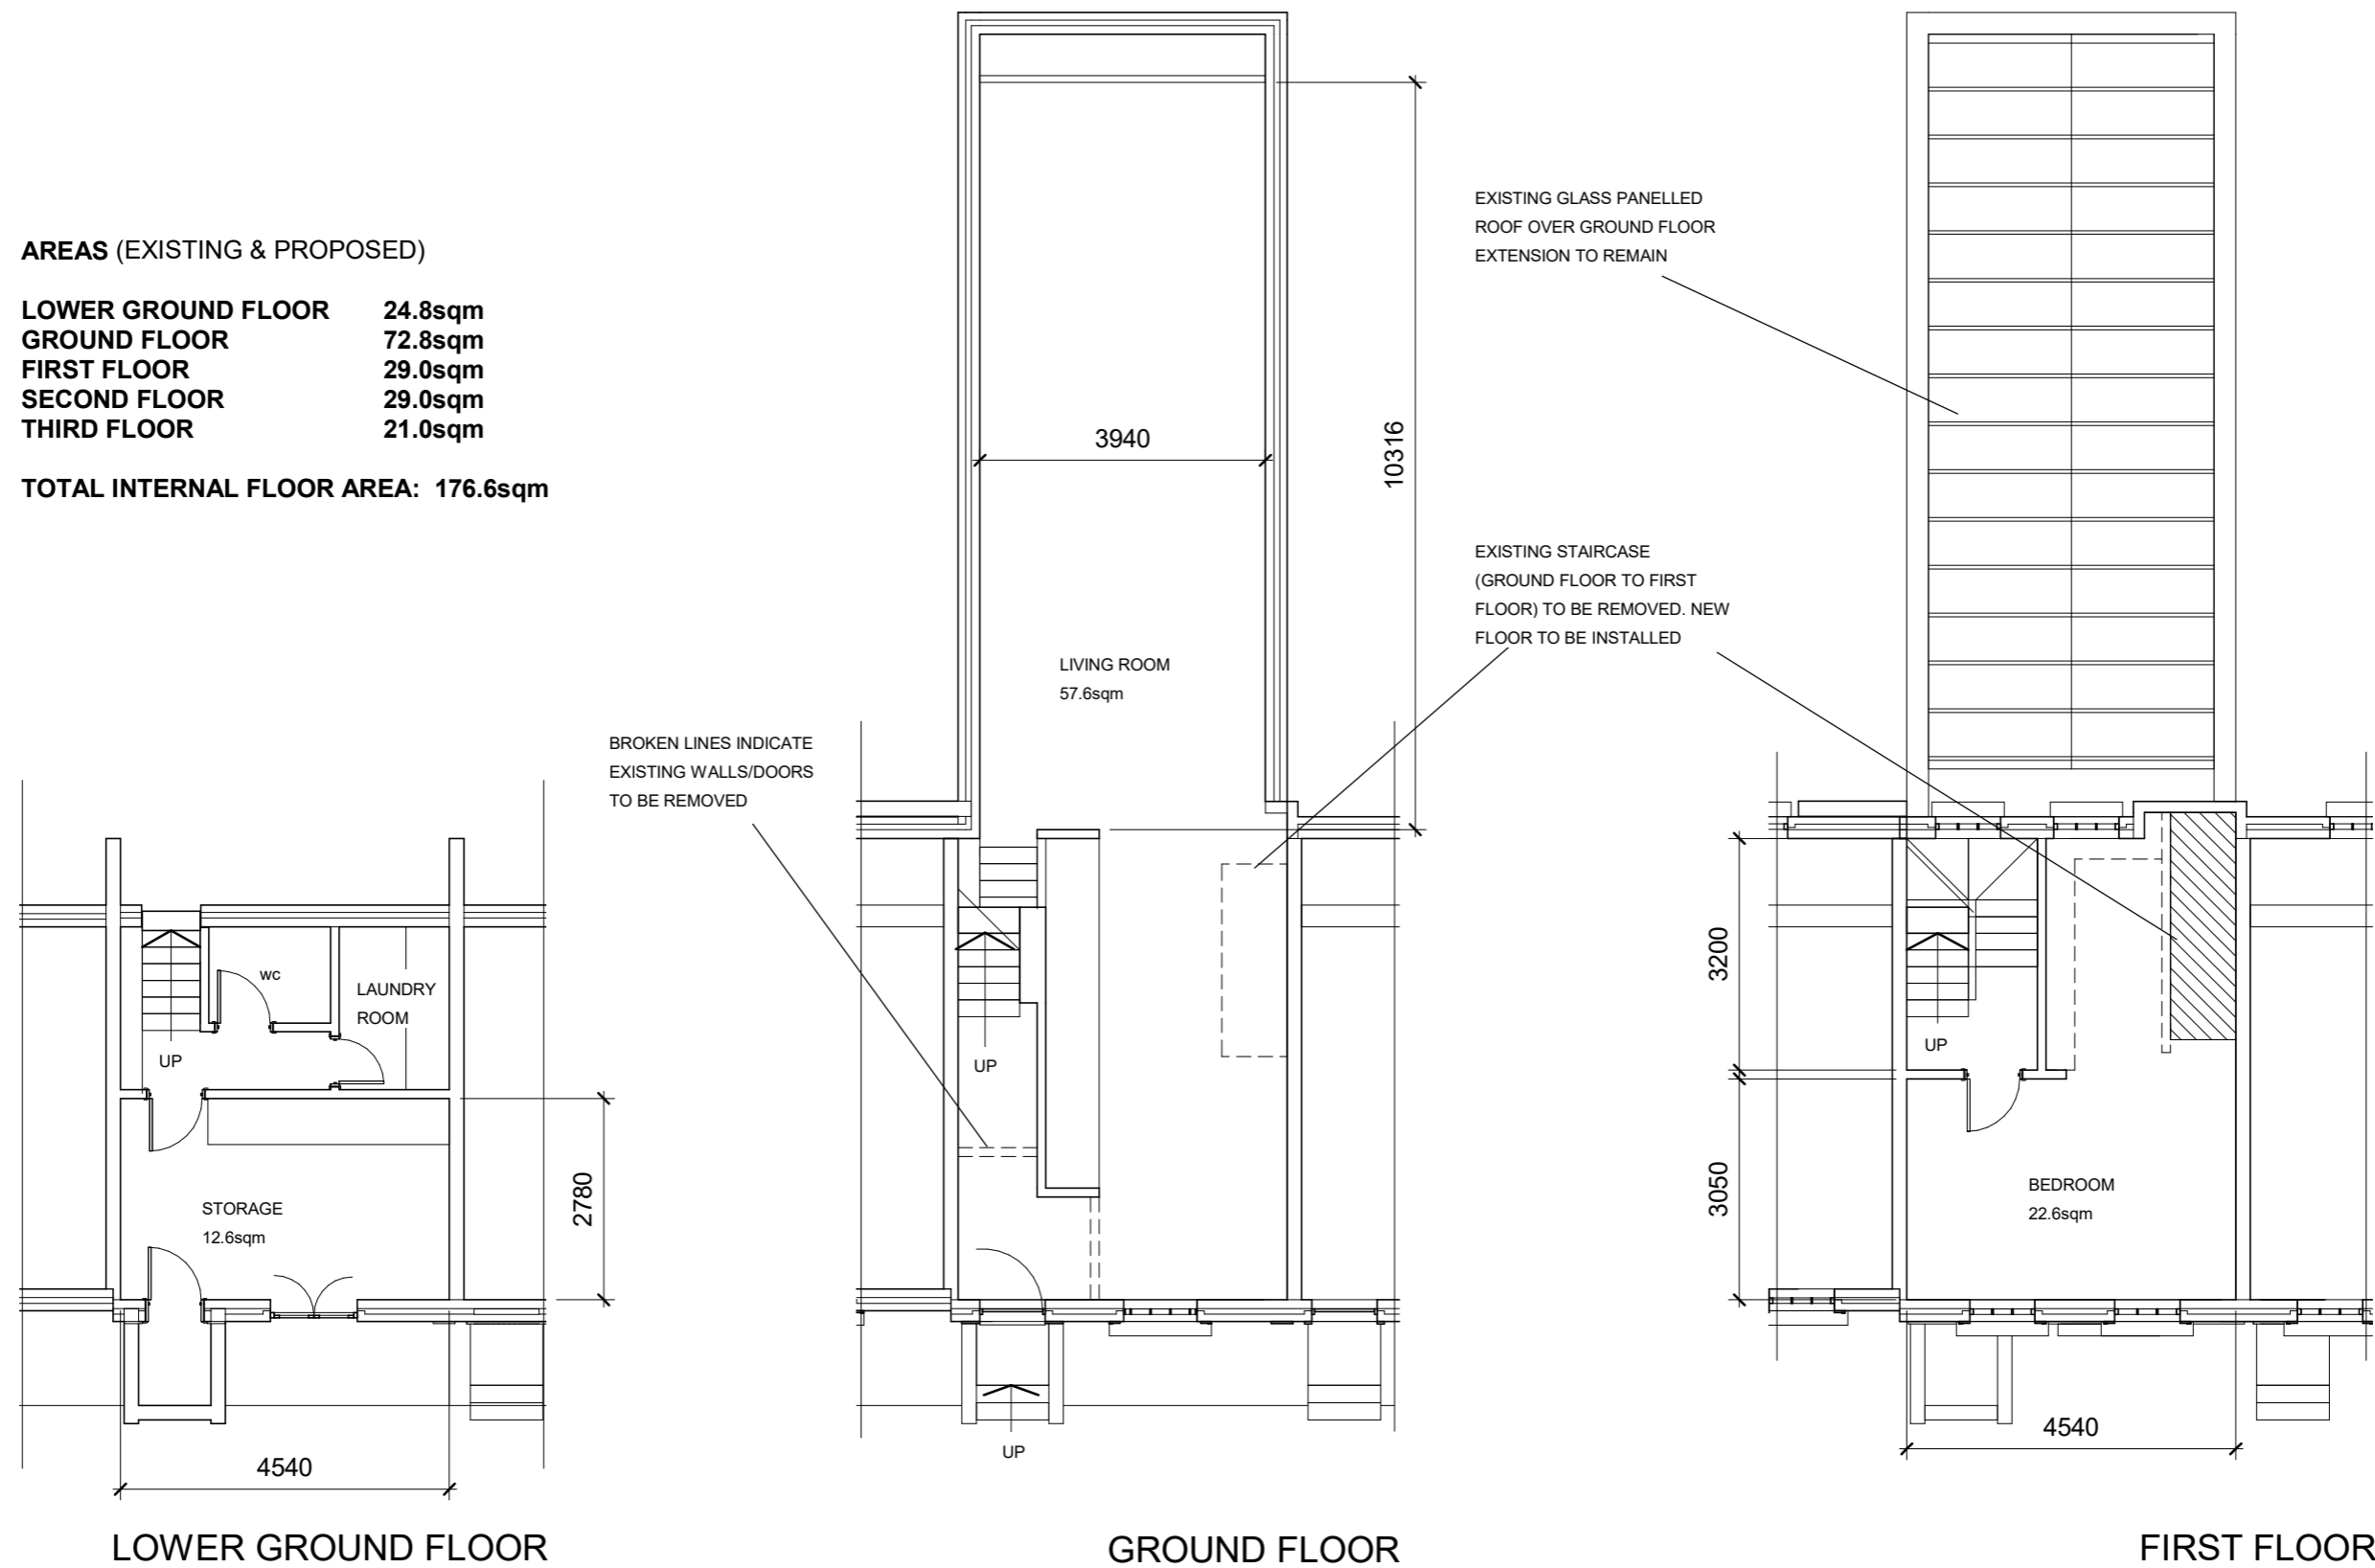 AREAS (EXISTING & PROPOSED)
LOWER GROUND FLOOR 24.8sqm
GROUND FLOOR 72.8sqm
FIRST FLOOR 29.0sqm
SECOND FLOOR 29.0sqm
THIRD FLOOR 21.0sqm
TOTAL INTERNAL FLOOR AREA: 176.6sqm
wc
LAUNDRY
ROOM
UP
STORAGE
12.6sqm
2780
4540
LOWER GROUND FLOOR
BROKEN LINES INDICATE
EXISTING WALLS/DOORS
TO BE REMOVED
3940
10316
LIVING ROOM
57.6sqm
UP
UP
GROUND FLOOR
EXISTING GLASS PANELLED
ROOF OVER GROUND FLOOR
EXTENSION TO REMAIN
EXISTING STAIRCASE
(GROUND FLOOR TO FIRST
FLOOR) TO BE REMOVED. NEW
FLOOR TO BE INSTALLED
3200
3050
UP
BEDROOM
22.6sqm
4540
FIRST FLOOR